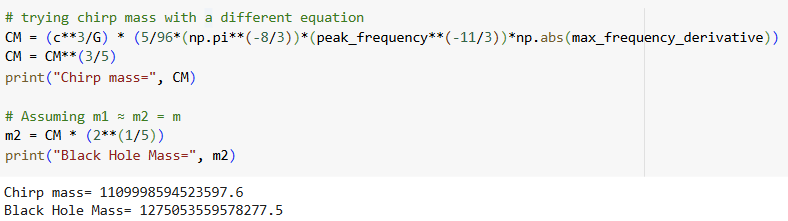 # trying chirp mass with a different equation
CM = (c**3/G) * (5/96*(np.pi**(-8/3))*(peak_frequency**(-11/3))*np.abs(max_frequency_derivative))
CM = CM**(3/5)
print("Chirp mass=", CM)
# Assuming m1 ≈ m2 = m
m2 = CM * (2**(1/5))
print("Black Hole Mass=", m2)
Chirp mass= 1109998594523597.6
Black Hole Mass= 1275053559578277.5